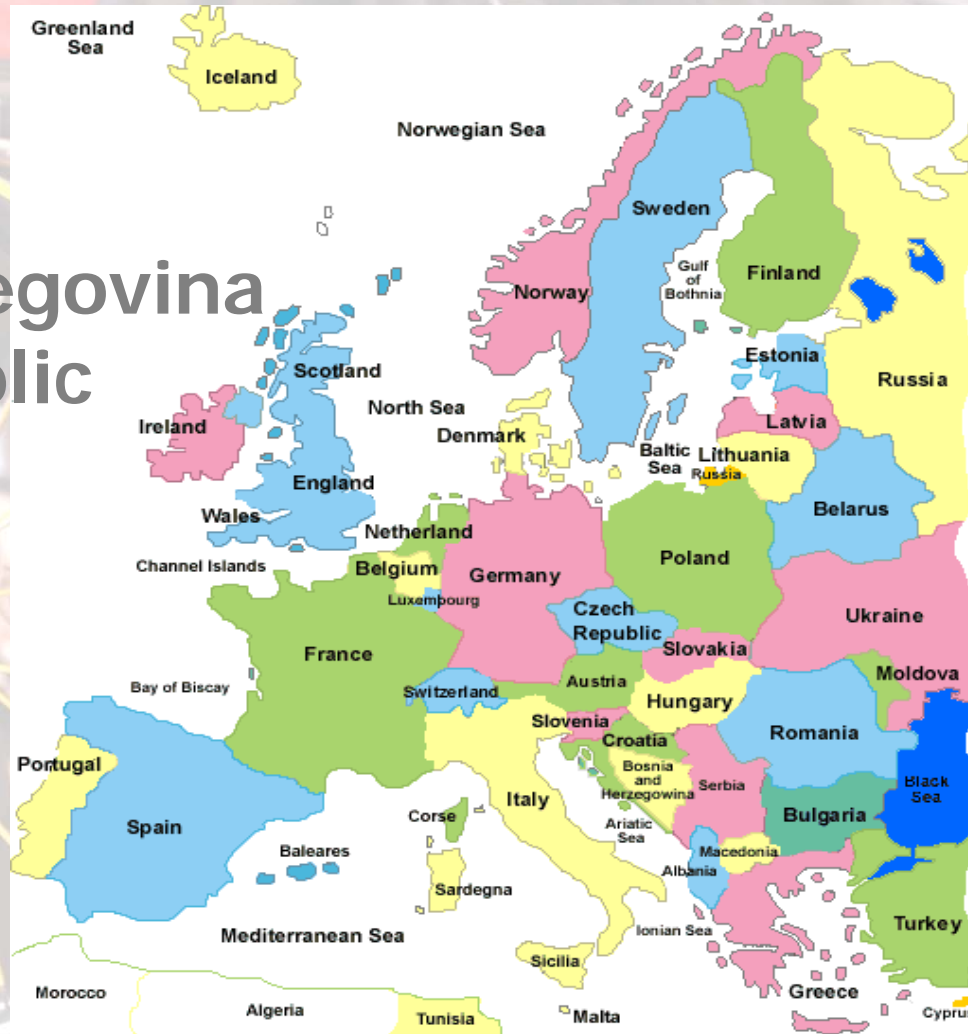 Greenland
Sea
Iceland
Norwegian Sea
Sweden
Gulf
of
Bothnia
Finland
Norway
egovina
blic
Scotland
Estonia
Russia
North Sea
Ireland
Denmark
Latvia
Baltic
Sea
Lithuania
Russia
England
Wales
Belarus
Netherland
Channel Islands
Belgium
Germany
Poland
Luxembourg
Czech
Republic
Ukraine
France
Slovakia
Moldova
Austria
Bay of Biscay
Switzerland
Hungary
Slovenia
Croatia
Romania
Portugal
Bosnia
and
Herzegowina
Serbia
Black
Sea
Italy
Spain
Corse
Ariatic
Sea
Bulgaria
Baleares
Macedonia
Albania
Sardegna
Ionian Sea
Turkey
Mediterranean Sea
Sicilia
Morocco
Algeria
Tunisia
Malta
Greece
Cyprus